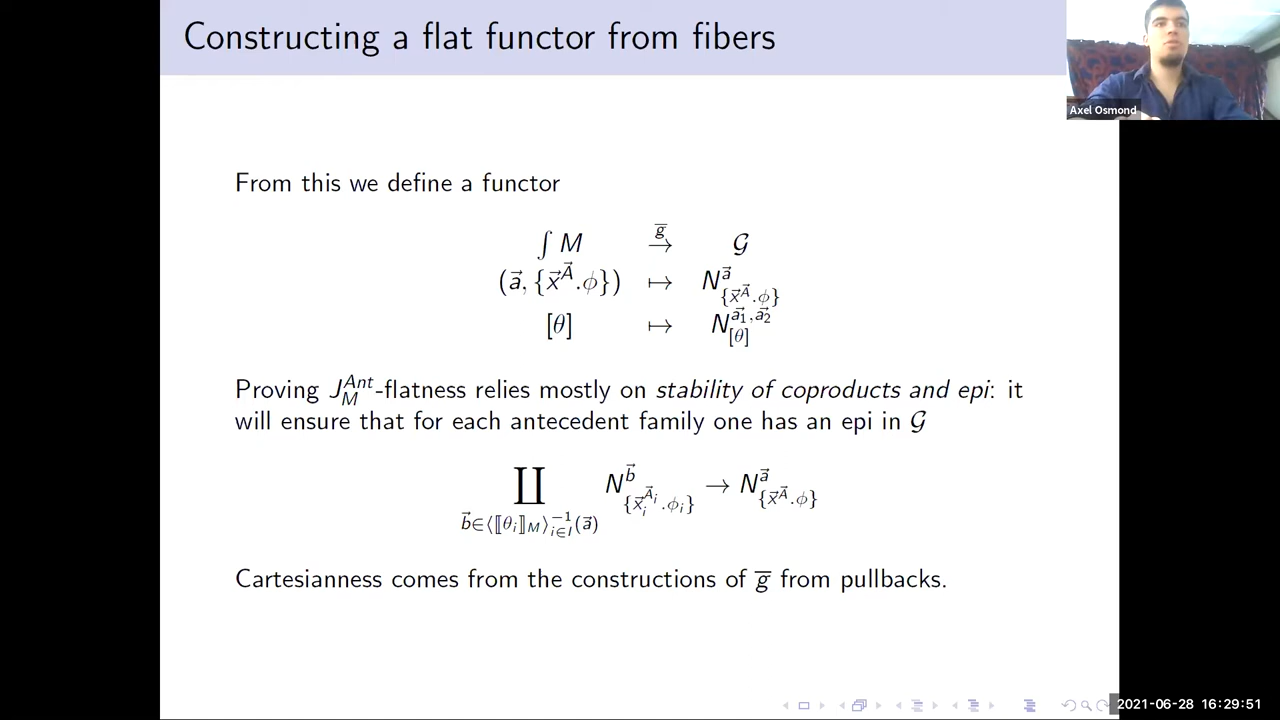 Constructing a flat functor from fibers
Axel Osmond
From this we define a functor
∫ M →^{g̅} 𝒢
(a⃗, {x⃗^{A⃗}.ϕ}) ↦ N^{a⃗}_{{x⃗^{A⃗}.ϕ}}
[θ] ↦ N^{a⃗₁,a⃗₂}_{[θ]}
Proving J_M^{Ant}-flatness relies mostly on stability of coproducts and epi: it
will ensure that for each antecedent family one has an epi in 𝒢
∐_{b⃗∈⟨⟦θ_i⟧_M⟩_{i∈I}^{-1}(a⃗)} N^{b⃗}_{{x⃗_i^{A⃗_i}.ϕ_i}} → N^{a⃗}_{{x⃗^{A⃗}.ϕ}}
Cartesianness comes from the constructions of g̅ from pullbacks.
2021-06-28 16:29:51